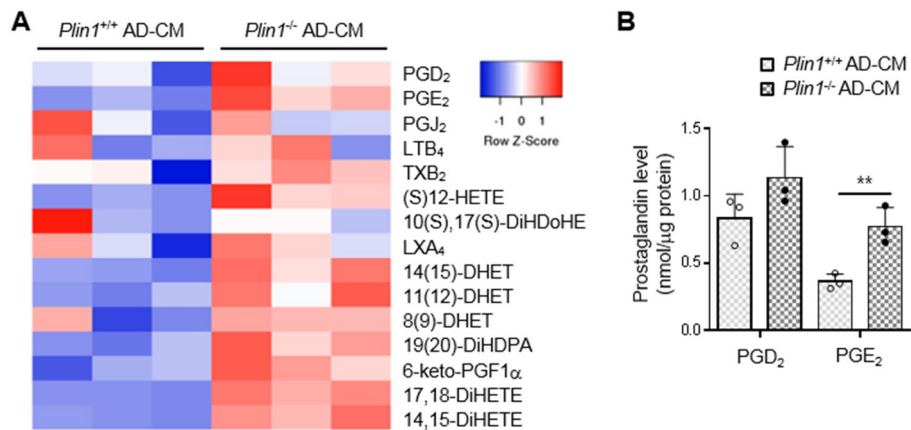 A
Plin1+/+ AD-CM
Plin1-/- AD-CM
PGD2
PGE2
PGJ2
LTB4
TXB2
(S)12-HETE
10(S),17(S)-DiHDoHE
LXA4
14(15)-DHET
11(12)-DHET
8(9)-DHET
19(20)-DiHDPA
6-keto-PGF1α
17,18-DiHETE
14,15-DiHETE
-1 0 1
Row Z-Score
B
Plin1+/+ AD-CM
Plin1-/- AD-CM
Prostaglandin level
(nmol/μg protein)
1.5
1.0
0.5
0.0
**
PGD2
PGE2